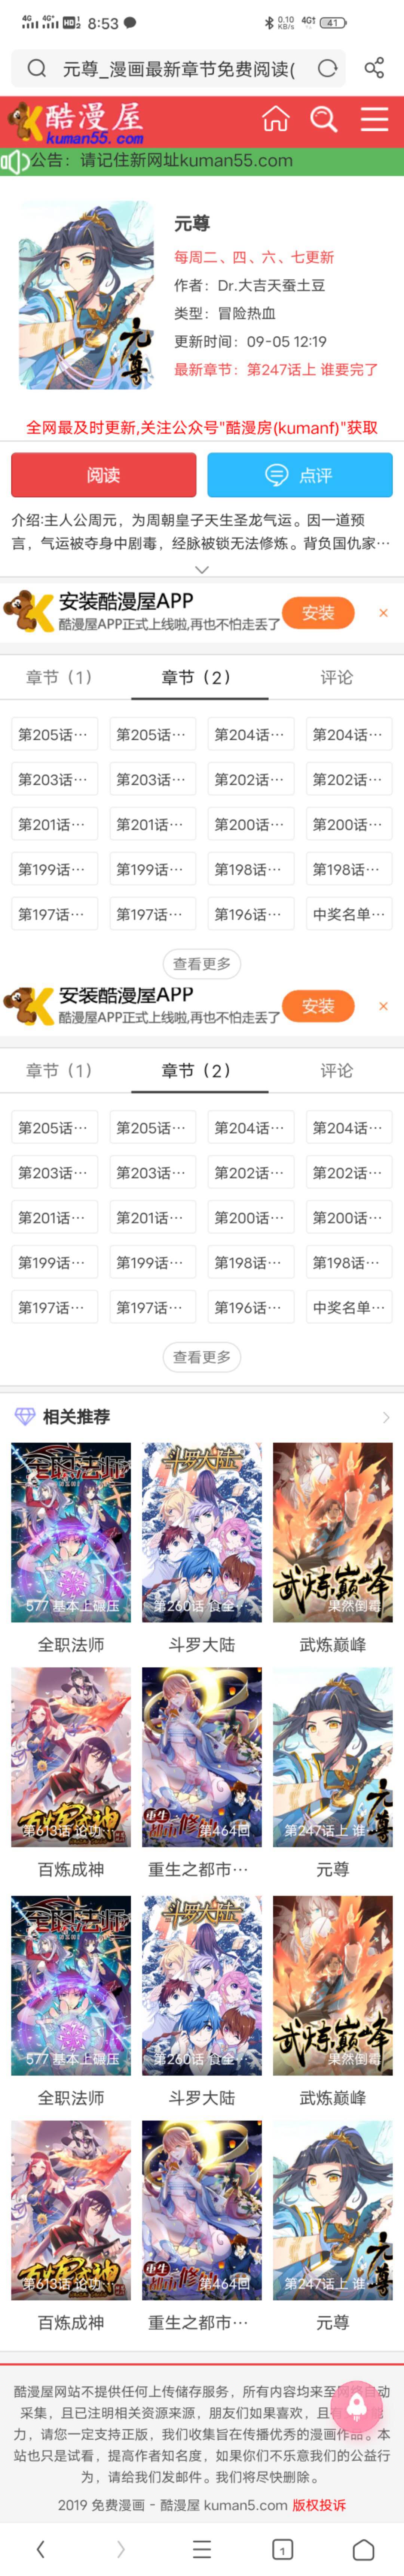 8:53
0.10 KB/s
41
元尊_漫画最新章节免费阅读(
酷漫屋
kuman55.com
公告：请记住新网址kuman55.com
元尊
元尊
每周二、四、六、七更新
作者：Dr.大吉天蚕土豆
类型：冒险热血
更新时间：09-05 12:19
最新章节：第247话上 谁要完了
全网最及时更新,关注公众号"酷漫房(kumanf)"获取
阅读
点评
介绍:主人公周元，为周朝皇子天生圣龙气运。因一道预
言，气运被夺身中剧毒，经脉被锁无法修炼。背负国仇家…
安装酷漫屋APP
酷漫屋APP正式上线啦,再也不怕走丢了
安装
×
章节（1） 章节（2） 评论
第205话… 第205话… 第204话… 第204话…
第203话… 第203话… 第202话… 第202话…
第201话… 第201话… 第200话… 第200话…
第199话… 第199话… 第198话… 第198话…
第197话… 第197话… 第196话… 中奖名单…
查看更多
安装酷漫屋APP
酷漫屋APP正式上线啦,再也不怕走丢了
安装
×
章节（1） 章节（2） 评论
第205话… 第205话… 第204话… 第204话…
第203话… 第203话… 第202话… 第202话…
第201话… 第201话… 第200话… 第200话…
第199话… 第199话… 第198话… 第198话…
第197话… 第197话… 第196话… 中奖名单…
查看更多
相关推荐
全职法师 斗罗大陆 武炼巅峰
577 基本上碾压 第260话 食全… 果然倒霉
全职法师 斗罗大陆 武炼巅峰
百炼成神 重生都市修仙 元尊
第613话 论功 第464回 第247话上 谁…
百炼成神 重生之都市… 元尊
全职法师 斗罗大陆 武炼巅峰
577 基本上碾压 第260话 食全… 果然倒霉
全职法师 斗罗大陆 武炼巅峰
百炼成神 重生都市修仙 元尊
第613话 论功 第464回 第247话上 谁…
百炼成神 重生之都市… 元尊
酷漫屋网站不提供任何上传储存服务，所有内容均来至网络自动
采集，且已注明相关资源来源，朋友们如果喜欢，且
力，请您一定支持正版，我们收集旨在传播优秀的漫画作品。本
站也只是试看，提高作者知名度，如果你们不乐意我们的公益行
为，请给我们发邮件。我们将尽快删除。
2019 免费漫画 - 酷漫屋 kuman5.com 版权投诉
1